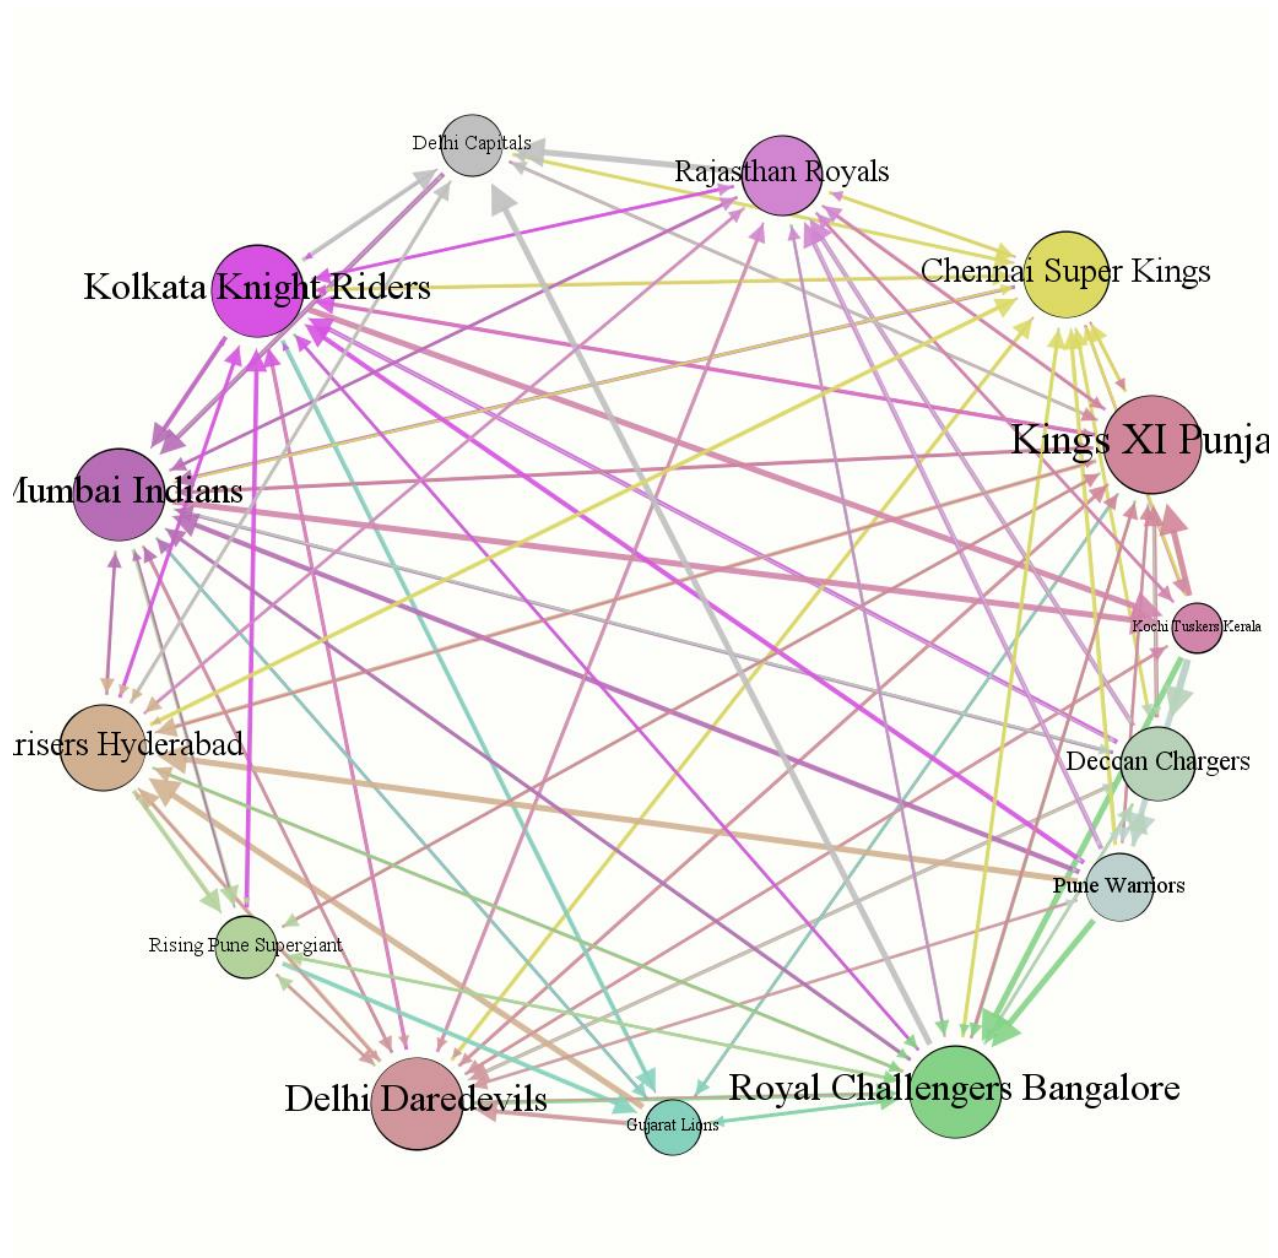 Delhi Capitals
Rajasthan Royals
Chennai Super Kings
Kolkata Knight Riders
Kings XI Punja
Mumbai Indians
Kochi Tuskers Kerala
risers Hyderabad
Deccan Chargers
Pune Warriors
Rising Pune Supergiant
Delhi Daredevils
Royal Challengers Bangalore
Gujarat Lions